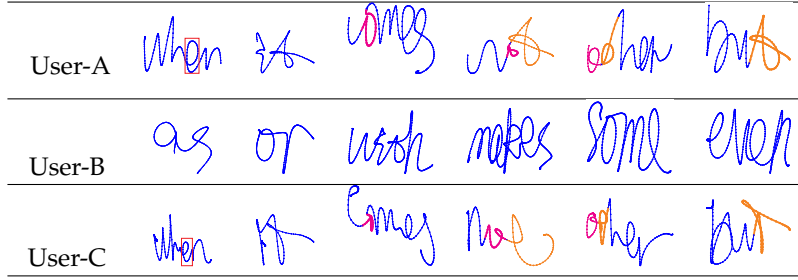 User-A when it comes not other but
User-B as or wish makes some even
User-C when it comes not other but